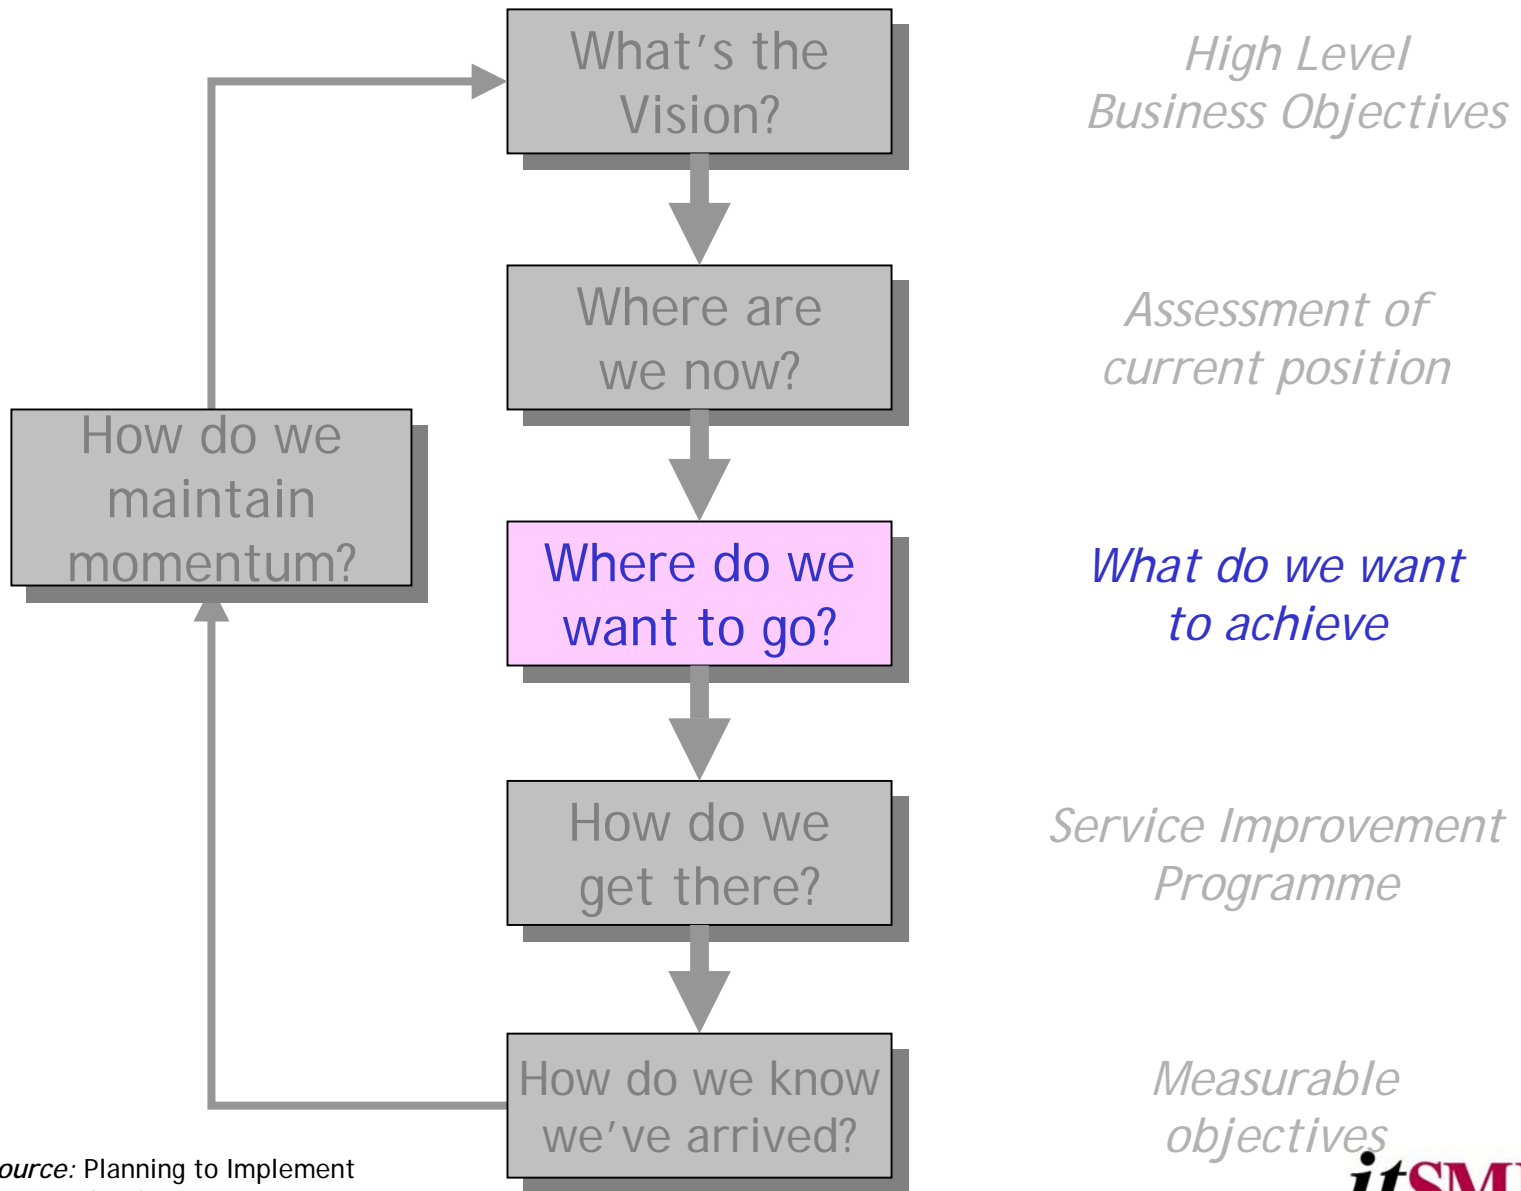 What's the
Vision?
High Level
Business Objectives
Where are
we now?
Assessment of
current position
How do we
maintain
momentum?
Where do we
want to go?
What do we want
to achieve
How do we
get there?
Service Improvement
Programme
How do we know
we've arrived?
Measurable
objectives
ource: Planning to Implement
itSM